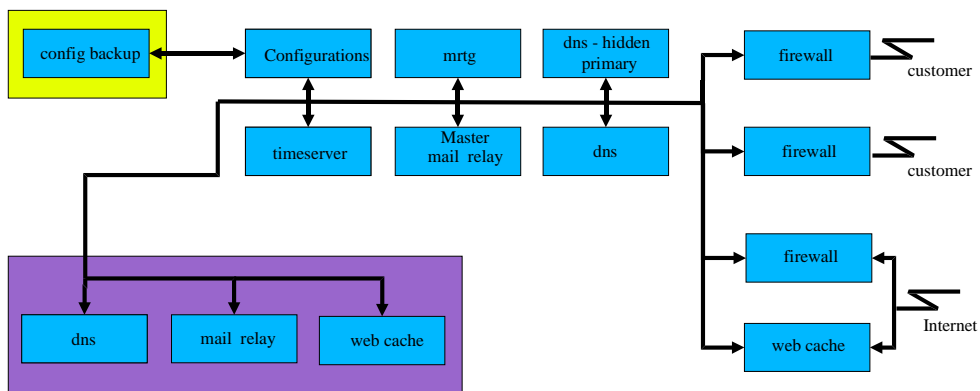 config backup
Configurations
mrtg
dns - hidden
primary
firewall
customer
timeserver
Master
mail relay
dns
firewall
customer
firewall
Internet
dns
mail relay
web cache
web cache